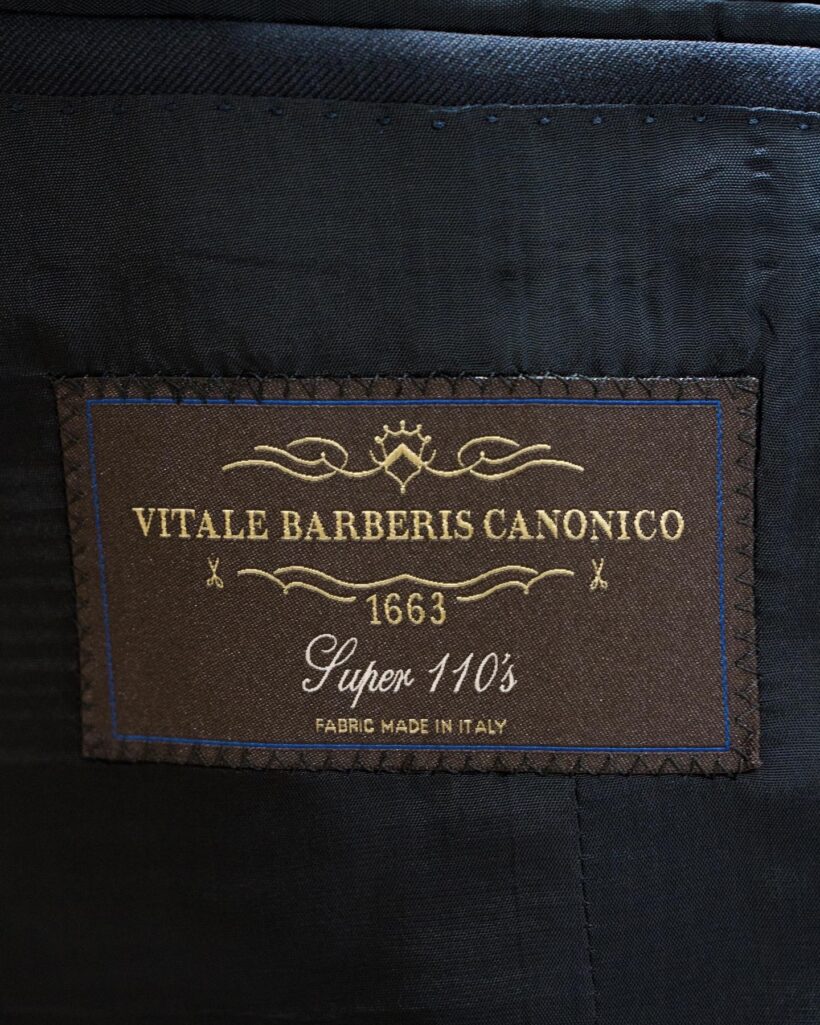 VITALE BARBERIS CANONICO
1663
Super 110's
FABRIC MADE IN ITALY